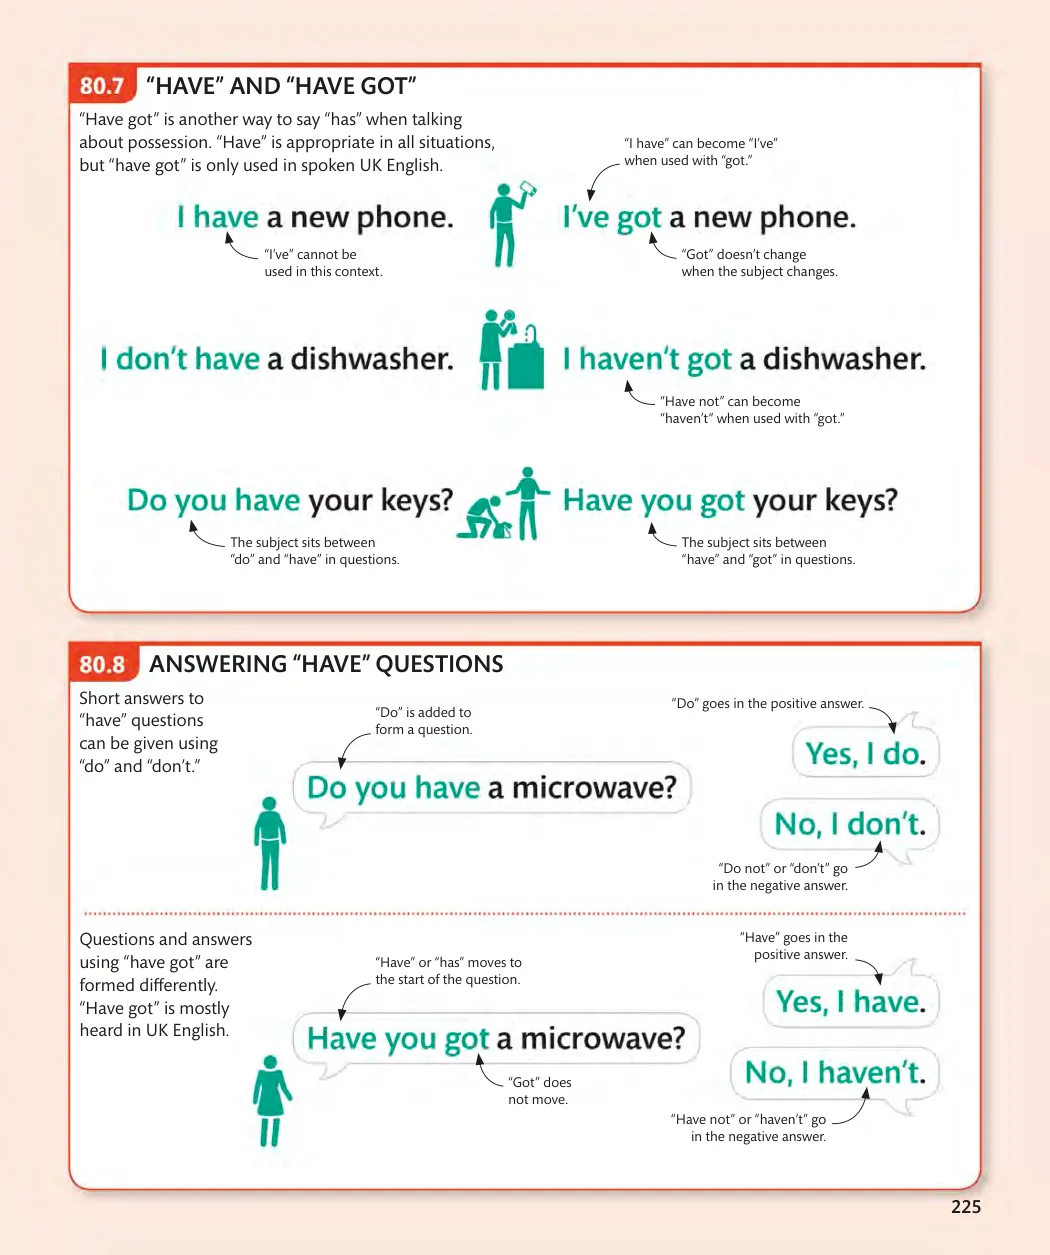 80.7 “HAVE” AND “HAVE GOT”
“Have got” is another way to say “has” when talking
about possession. “Have” is appropriate in all situations,
but “have got” is only used in spoken UK English.
“I have” can become “I’ve”
when used with “got.”
I have a new phone.
I’ve got a new phone.
“I’ve” cannot be
used in this context.
“Got” doesn’t change
when the subject changes.
I don’t have a dishwasher.
I haven’t got a dishwasher.
“Have not” can become
“haven’t” when used with “got.”
Do you have your keys?
Have you got your keys?
The subject sits between
“do” and “have” in questions.
The subject sits between
“have” and “got” in questions.
80.8 ANSWERING “HAVE” QUESTIONS
Short answers to
“have” questions
can be given using
“do” and “don’t.”
“Do” is added to
form a question.
Do you have a microwave?
“Do” goes in the positive answer.
Yes, I do.
No, I don’t.
“Do not” or “don’t” go
in the negative answer.
Questions and answers
using “have got” are
formed differently.
“Have got” is mostly
heard in UK English.
“Have” or “has” moves to
the start of the question.
Have you got a microwave?
“Got” does
not move.
“Have” goes in the
positive answer.
Yes, I have.
No, I haven’t.
“Have not” or “haven’t” go
in the negative answer.
225